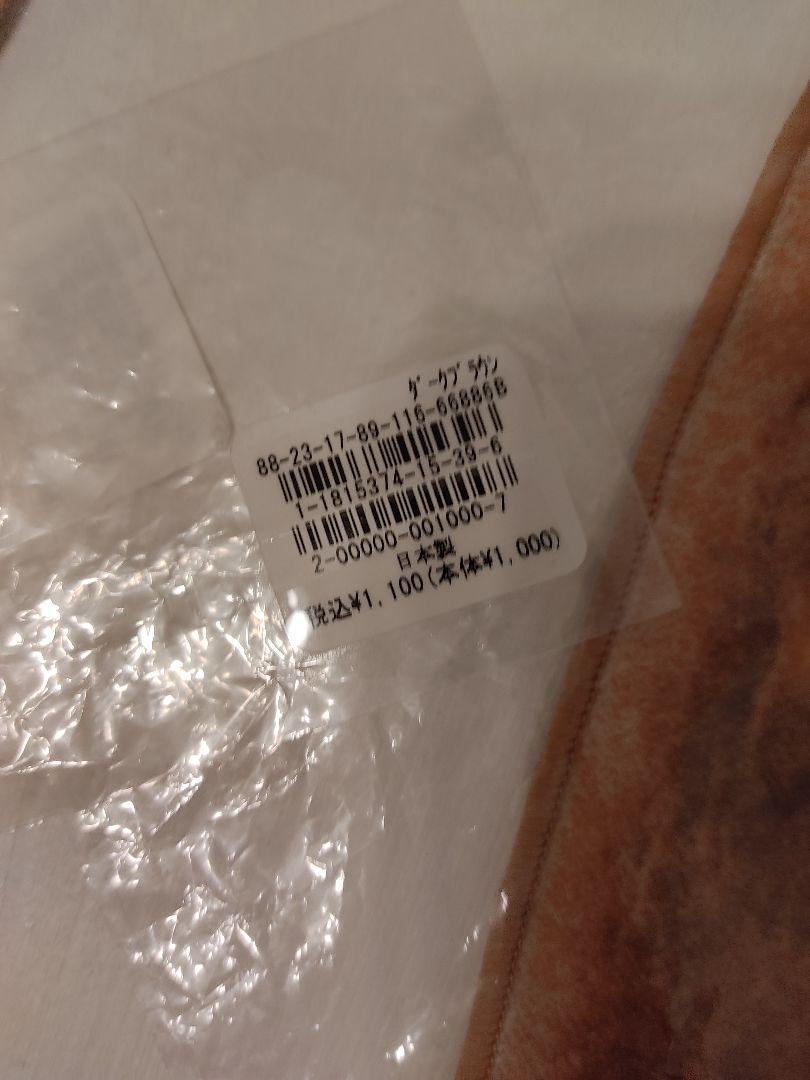 ﾀﾞｰｸﾌﾞﾗｳﾝ
88-23-17-89-116-66886B
1-1815374-15-39-6
2-00000-001000-7
日本製
税込¥1,100(本体¥1,000)